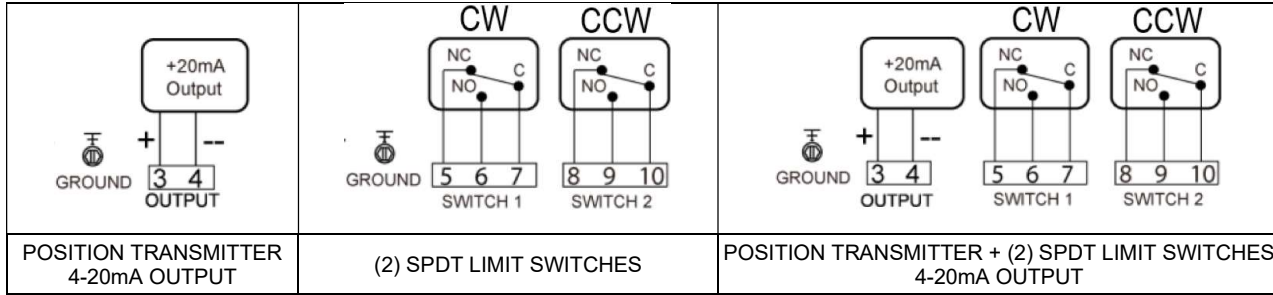 +20mA
Output
+ --
GROUND
3 4
OUTPUT
POSITION TRANSMITTER
4-20mA OUTPUT
CW CCW
NC C NC C
NO NO
GROUND
5 6 7 8 9 10
SWITCH 1 SWITCH 2
(2) SPDT LIMIT SWITCHES
CW CCW
+20mA
Output
NC C NC C
NO NO
+ --
GROUND
3 4 5 6 7 8 9 10
OUTPUT SWITCH 1 SWITCH 2
POSITION TRANSMITTER + (2) SPDT LIMIT SWITCHES
4-20mA OUTPUT